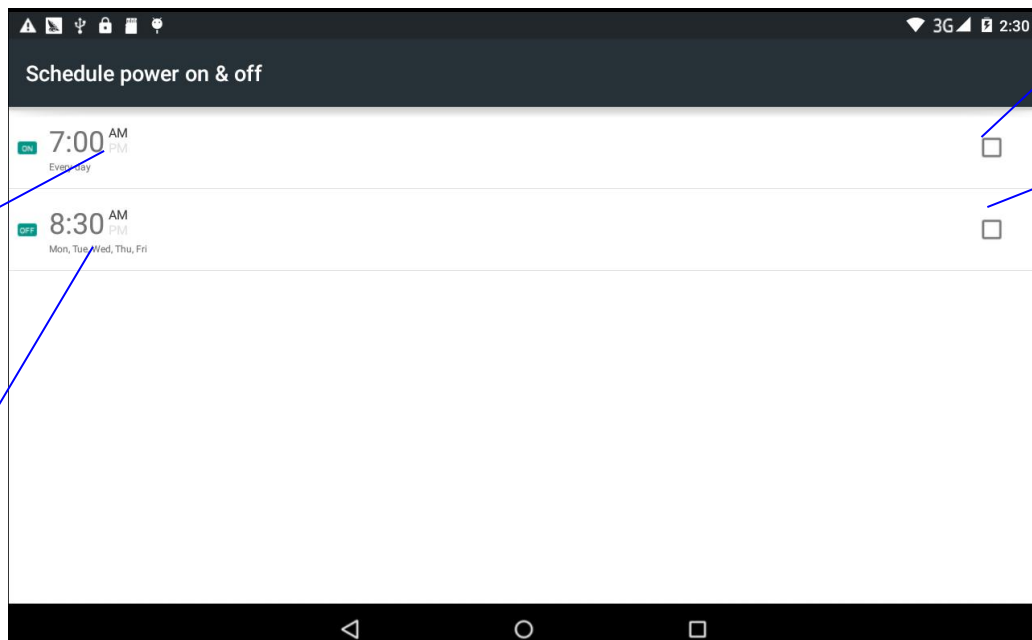 3G 2:30
Schedule power on & off
ON 7:00 AM
PM
Every day
OFF 8:30 AM
PM
Mon, Tue, Wed, Thu, Fri